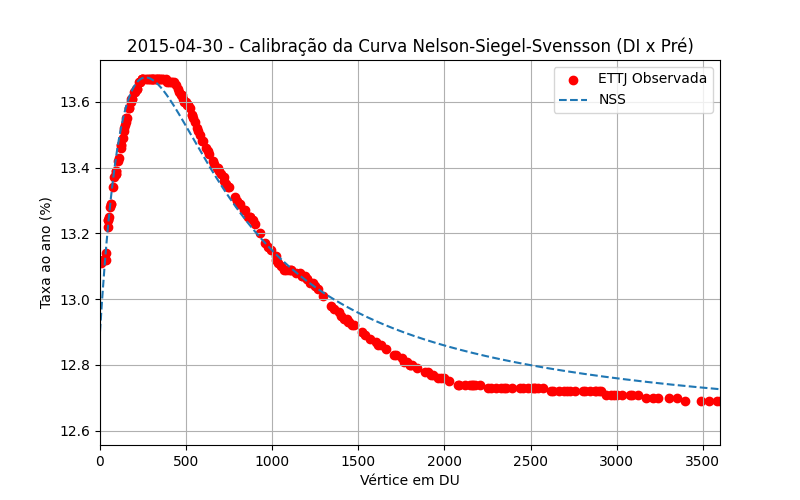 2015-04-30 - Calibração da Curva Nelson-Siegel-Svensson (DI x Pré)
ETTJ Observada
NSS
Taxa ao ano (%)
13.6
13.4
13.2
13.0
12.8
12.6
0 500 1000 1500 2000 2500 3000 3500
Vértice em DU